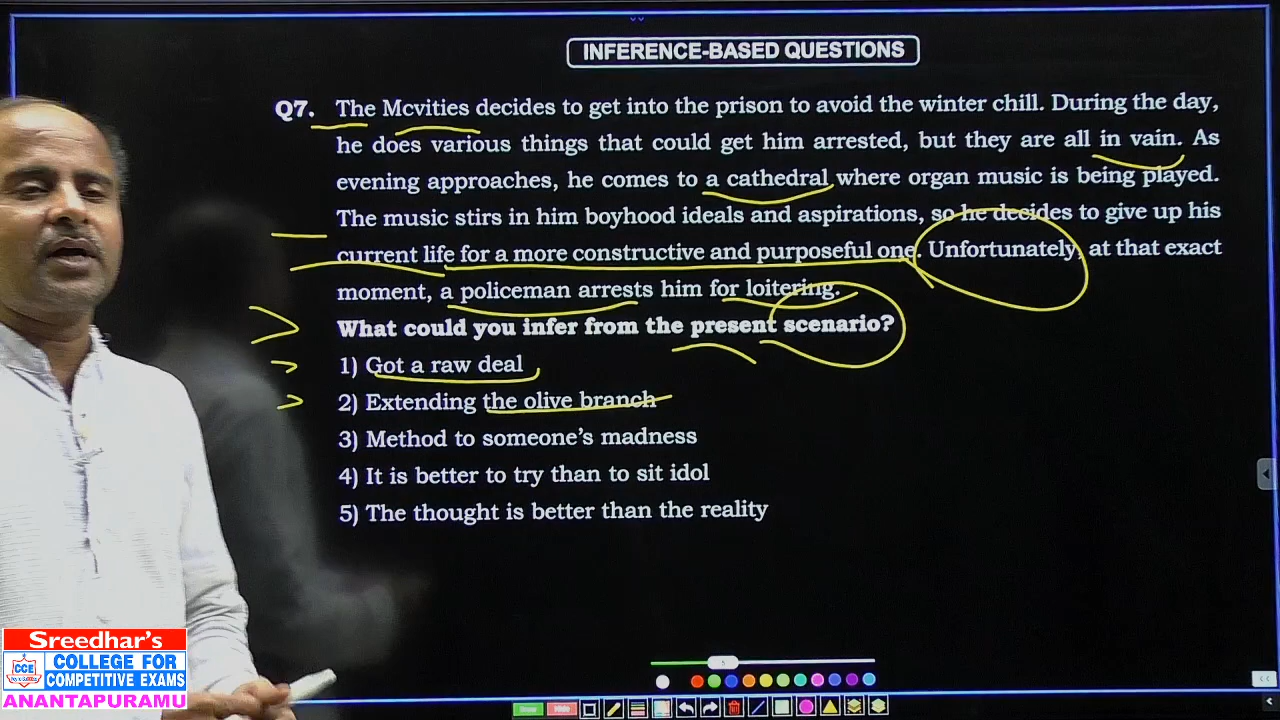 INFERENCE-BASED QUESTIONS
Q7. The Mcvities decides to get into the prison to avoid the winter chill. During the day,
he does various things that could get him arrested, but they are all in vain. As
evening approaches, he comes to a cathedral where organ music is being played.
The music stirs in him boyhood ideals and aspirations, so he decides to give up his
current life for a more constructive and purposeful one. Unfortunately, at that exact
moment, a policeman arrests him for loitering.
What could you infer from the present scenario?
1) Got a raw deal
2) Extending the olive branch
3) Method to someone's madness
4) It is better to try than to sit idol
5) The thought is better than the reality
Sreedhar's
CCE
COLLEGE FOR
COMPETITIVE EXAMS
ANANTAPURAMU